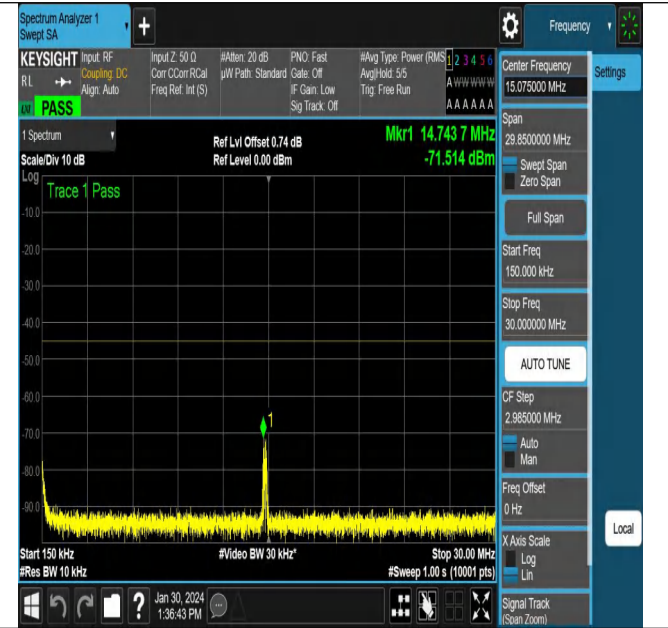 Spectrum Analyzer 1
Swept SA
Frequency
KEYSIGHT
RL
LXI PASS
Input: RF
Coupling: DC
Align: Auto
Input Z: 50 Ω
Corr CCorr RCal
Freq Ref: Int (S)
#Atten: 20 dB
µW Path: Standard
PNO: Fast
Gate: Off
IF Gain: Low
Sig Track: Off
#Avg Type: Power (RMS
Avg|Hold: 5/5
Trig: Free Run
1 2 3 4 5 6
A W W W W W
A A A A A A
1 Spectrum
Scale/Div 10 dB
Ref Lvl Offset 0.74 dB
Ref Level 0.00 dBm
Mkr1 14.743 7 MHz
-71.514 dBm
Log
Trace 1 Pass
-10.0
-20.0
-30.0
-40.0
-50.0
-60.0
-70.0
-80.0
-90.0
1
Start 150 kHz
#Res BW 10 kHz
#Video BW 30 kHz*
Stop 30.00 MHz
#Sweep 1.00 s (10001 pts)
Center Frequency
15.075000 MHz
Settings
Span
29.8500000 MHz
Swept Span
Zero Span
Full Span
Start Freq
150.000 kHz
Stop Freq
30.000000 MHz
AUTO TUNE
CF Step
2.985000 MHz
Auto
Man
Freq Offset
0 Hz
X Axis Scale
Log
Lin
Local
Signal Track
(Span Zoom)
?
Jan 30, 2024
1:36:43 PM